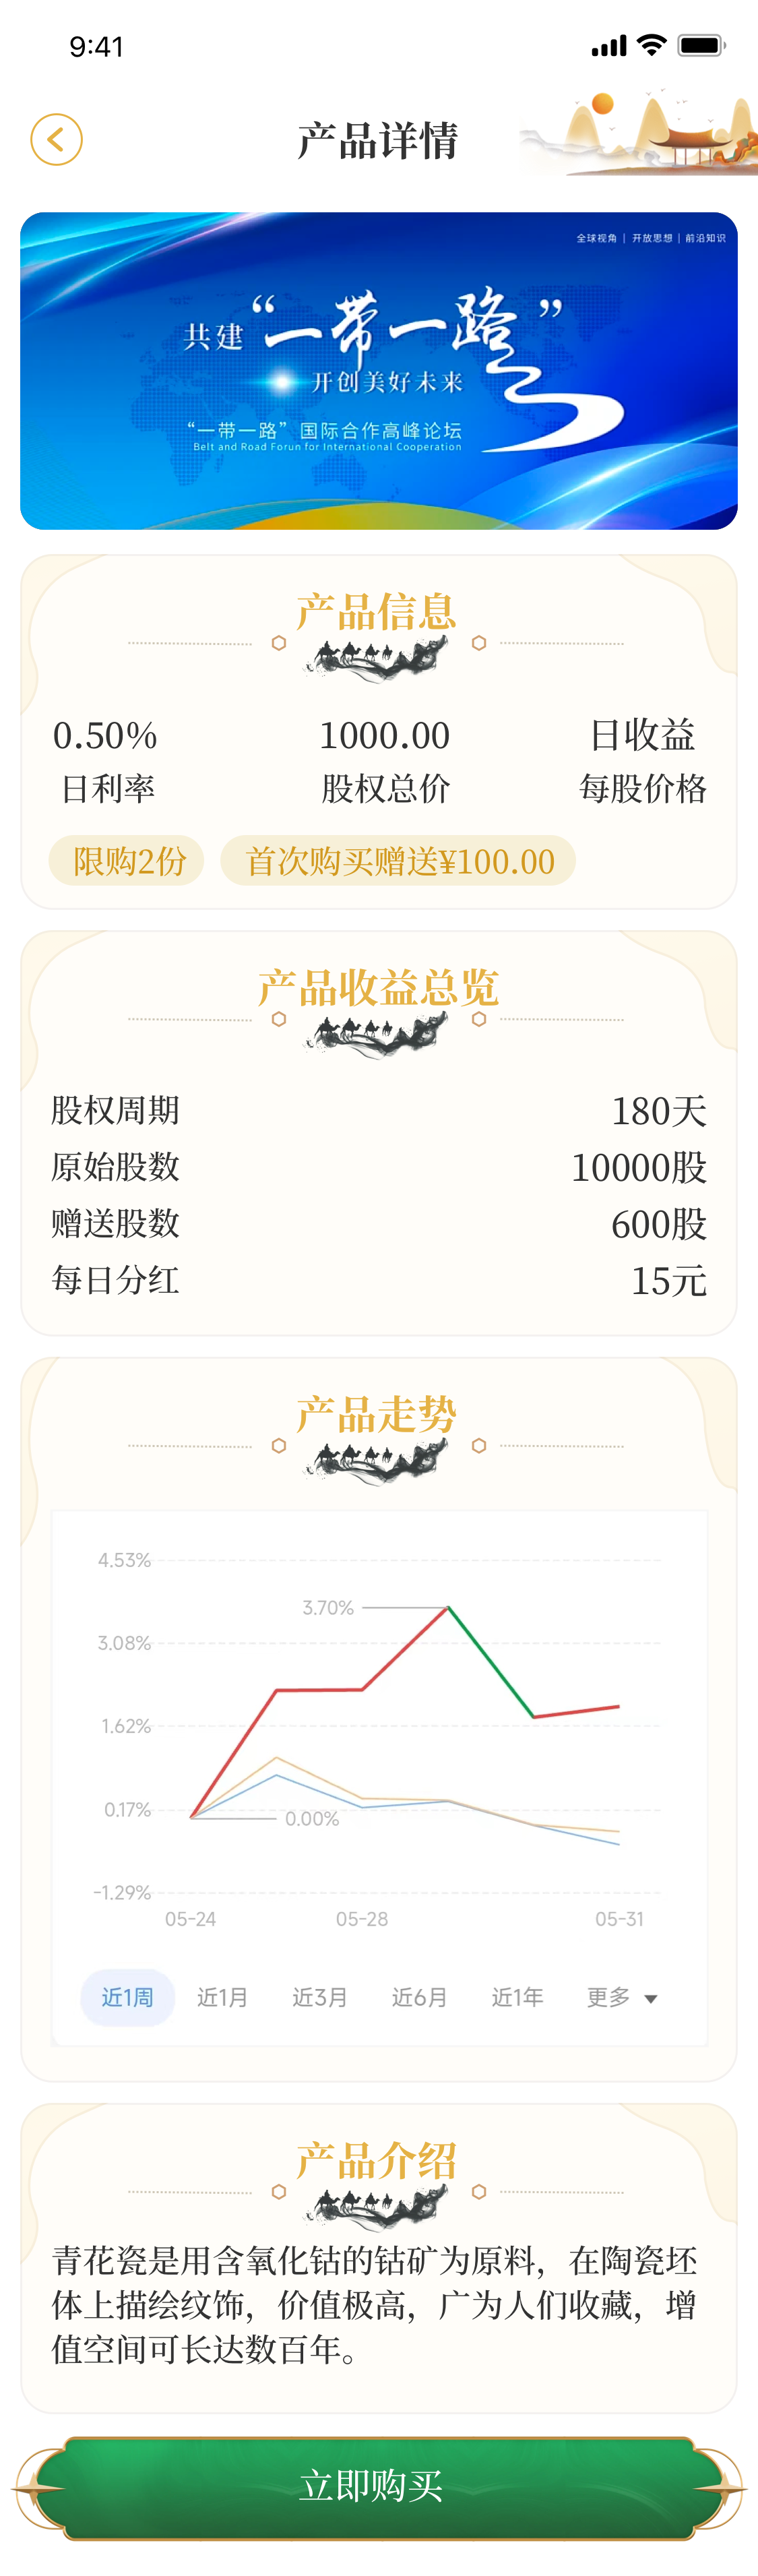 9:41
产品详情
全球视角 | 开放思想 | 前沿知识
共建“一带一路”
开创美好未来
“一带一路”国际合作高峰论坛
Belt and Road Forun for International Cooperation
产品信息
0.50% 1000.00 日收益
日利率 股权总价 每股价格
限购2份 首次购买赠送¥100.00
产品收益总览
股权周期 180天
原始股数 10000股
赠送股数 600股
每日分红 15元
产品走势
4.53%
3.70%
3.08%
1.62%
0.17%
0.00%
-1.29%
05-24 05-28 05-31
近1周 近1月 近3月 近6月 近1年 更多
产品介绍
青花瓷是用含氧化钴的钴矿为原料，在陶瓷坯
体上描绘纹饰，价值极高，广为人们收藏，增
值空间可长达数百年。
立即购买